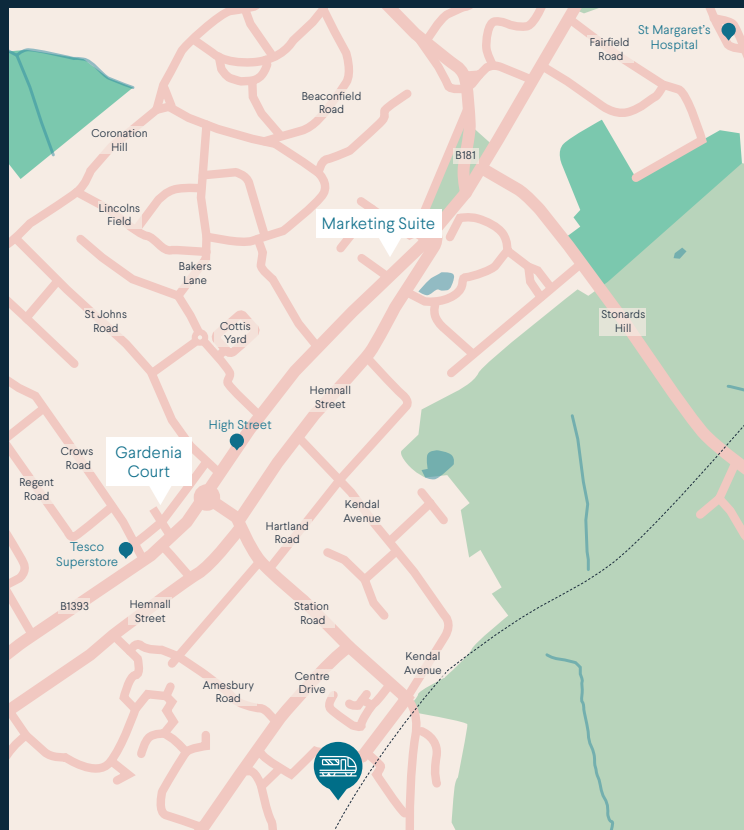 St Margaret's
Hospital
Fairfield
Road
Beaconfield
Road
Coronation
Hill
B181
Lincolns
Field
Marketing Suite
Bakers
Lane
St Johns
Road
Cottis
Yard
Stonards
Hill
Hemnall
Street
High Street
Gardenia
Court
Crows
Road
Regent
Road
Kendal
Avenue
Hartland
Road
Tesco
Superstore
B1393
Hemnall
Street
Station
Road
Kendal
Avenue
Centre
Drive
Amesbury
Road